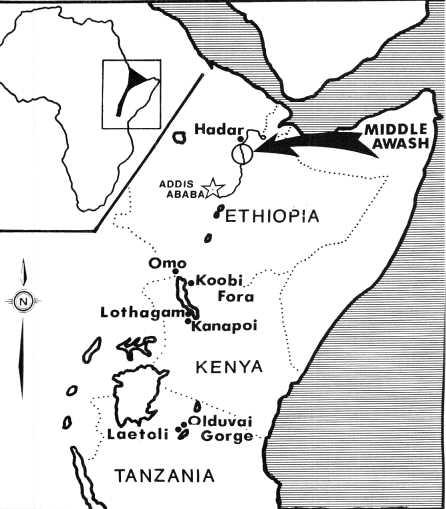 Hadar
MIDDLE
AWASH
ADDIS
ABABA
ETHIOPIA
Omo
Koobi
Fora
Lothagam
Kanapoi
N
KENYA
Olduvai
Gorge
Laetoli
TANZANIA